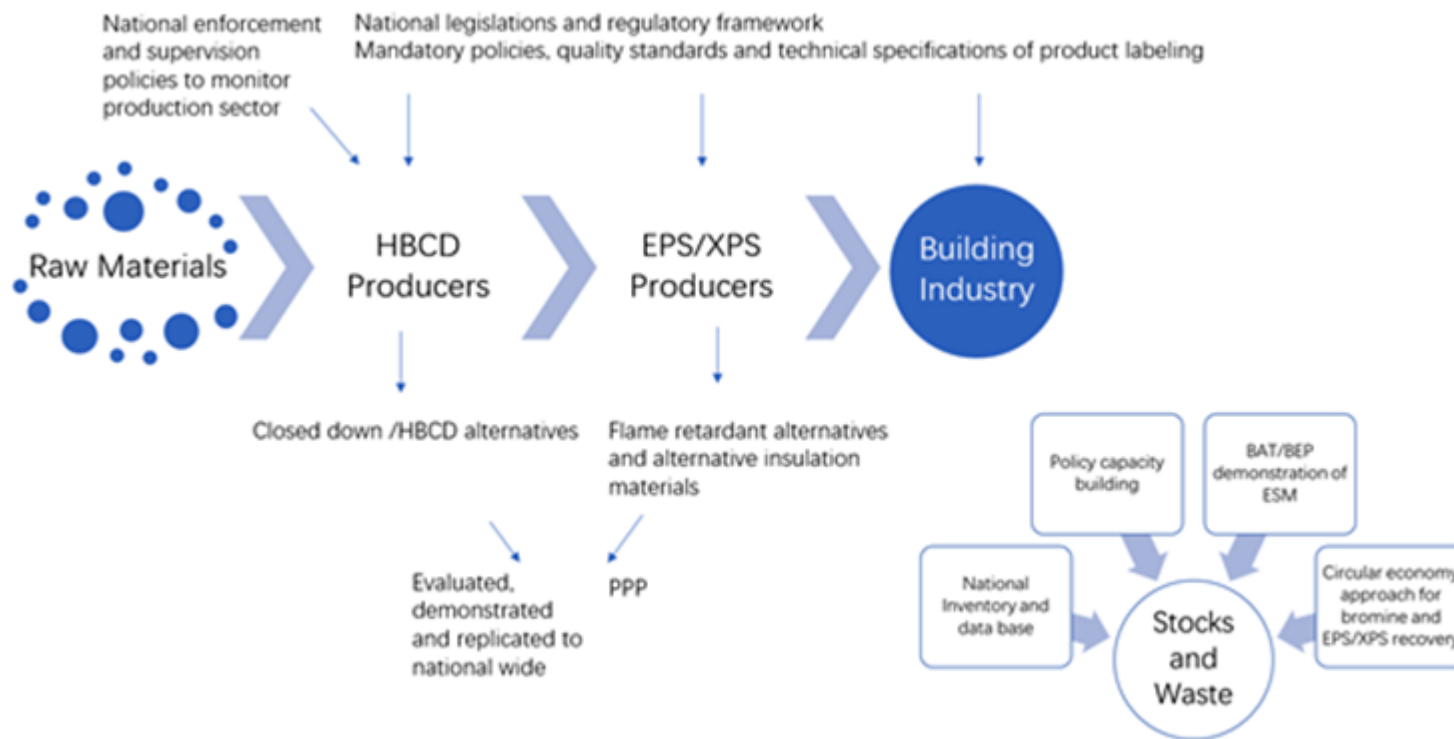 National enforcement
and supervision
policies to monitor
production sector
National legislations and regulatory framework
Mandatory policies, quality standards and technical specifications of product labeling
Raw Materials
HBCD
Producers
EPS/XPS
Producers
Building
Industry
Closed down /HBCD alternatives
Flame retardant alternatives
and alternative insulation
materials
Evaluated,
demonstrated
and replicated to
national wide
PPP
Policy capacity
building
BAT/BEP
demonstration of
ESM
National
Inventory and
data base
Circular economy
approach for
bromine and
EPS/XPS recovery
Stocks
and
Waste